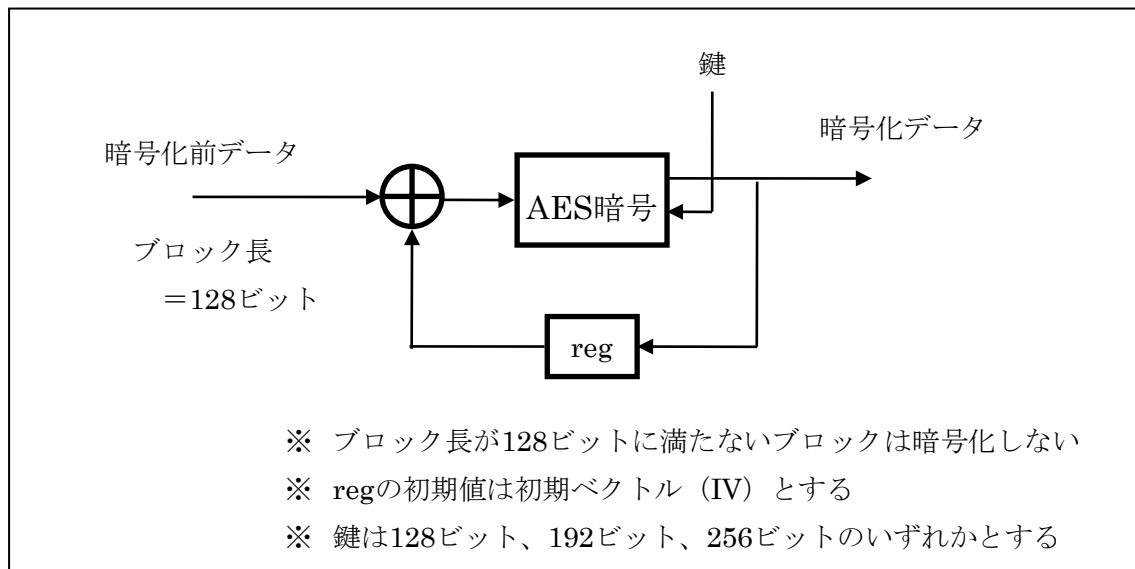 鍵
暗号化データ
暗号化前データ
AES暗号
ブロック長
=128ビット
reg
※ ブロック長が128ビットに満たないブロックは暗号化しない
※ regの初期値は初期ベクトル(IV)とする
※ 鍵は128ビット、192ビット、256ビットのいずれかとする